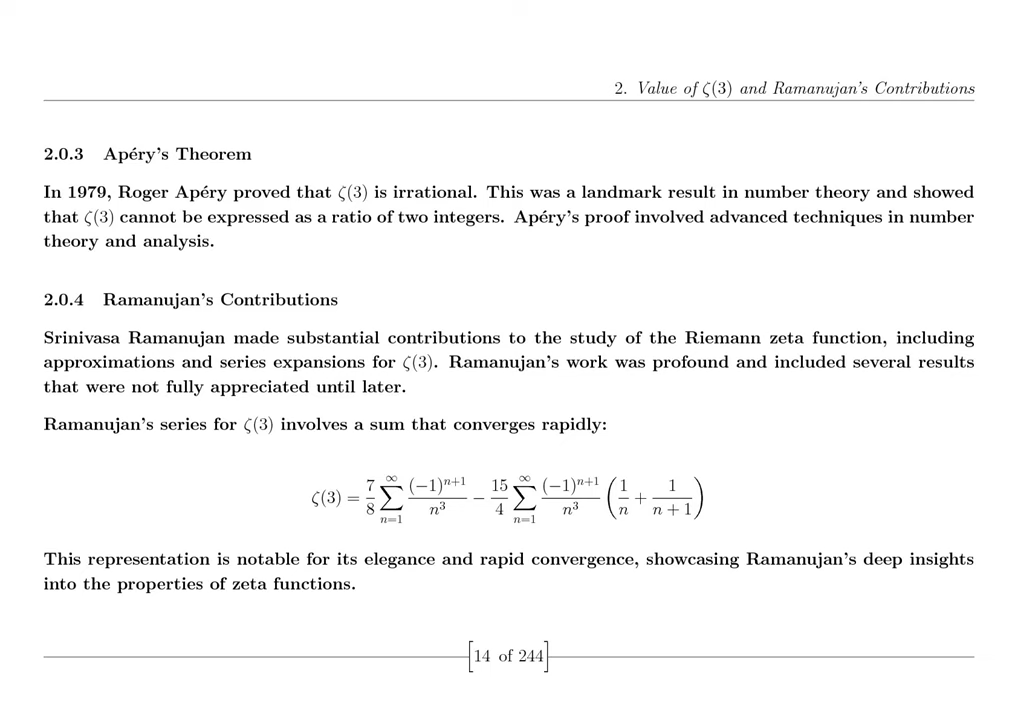 2. Value of ζ(3) and Ramanujan's Contributions
2.0.3 Apéry's Theorem
In 1979, Roger Apéry proved that ζ(3) is irrational. This was a landmark result in number theory and showed
that ζ(3) cannot be expressed as a ratio of two integers. Apéry's proof involved advanced techniques in number
theory and analysis.
2.0.4 Ramanujan's Contributions
Srinivasa Ramanujan made substantial contributions to the study of the Riemann zeta function, including
approximations and series expansions for ζ(3). Ramanujan's work was profound and included several results
that were not fully appreciated until later.
Ramanujan's series for ζ(3) involves a sum that converges rapidly:
ζ(3) = 7/8 ∑_{n=1}^{∞} (−1)^{n+1}/n^3 − 15/4 ∑_{n=1}^{∞} (−1)^{n+1}/n^3 (1/n + 1/(n+1))
This representation is notable for its elegance and rapid convergence, showcasing Ramanujan's deep insights
into the properties of zeta functions.
[14 of 244]